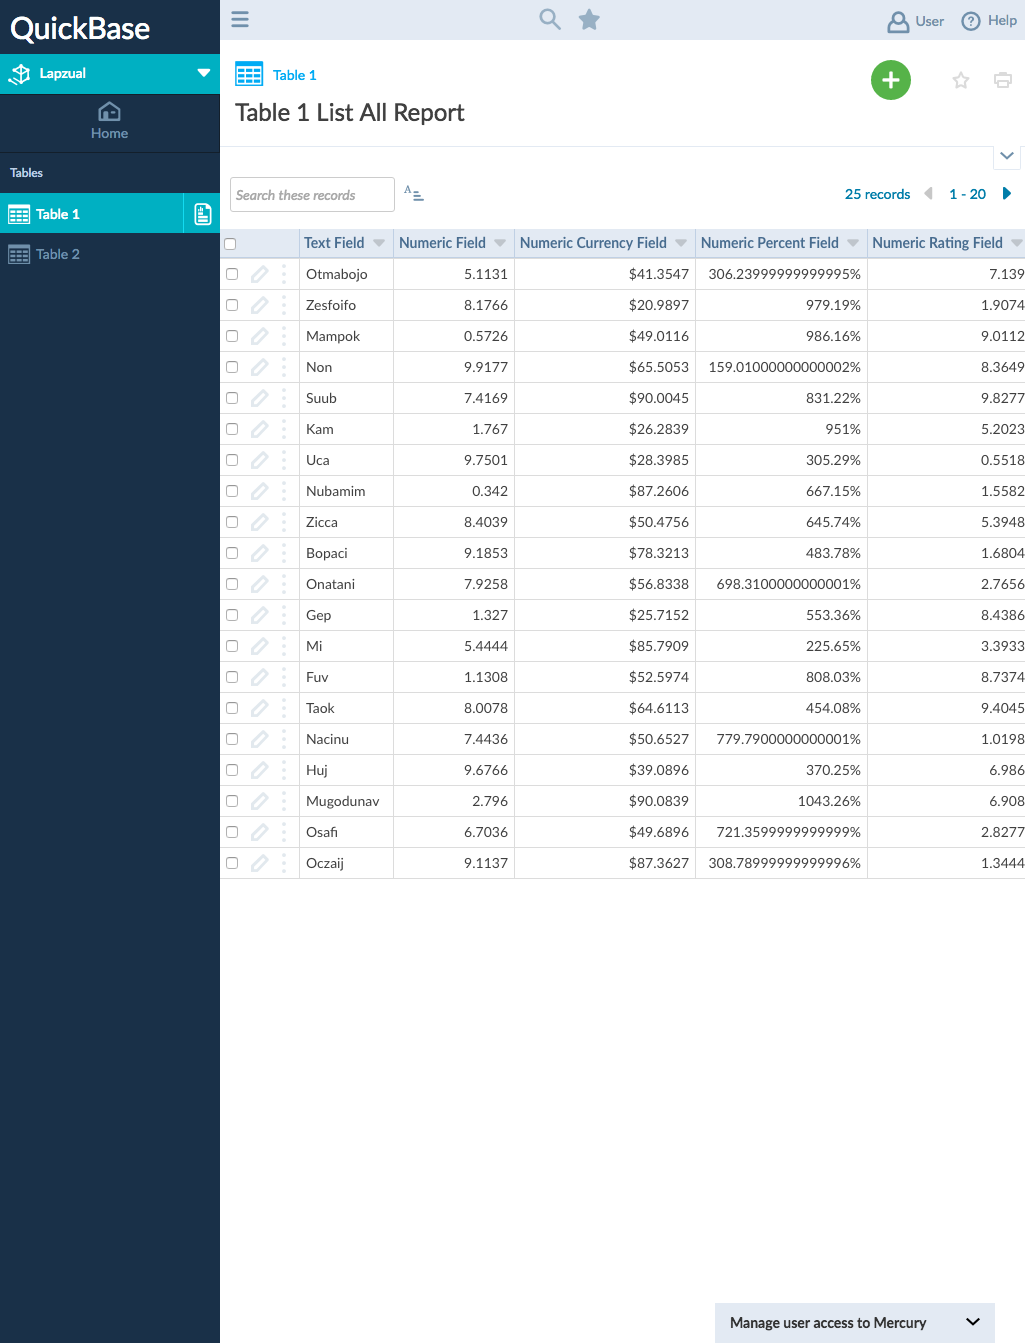 QuickBase
User
Help
Lapzual
Home
Tables
Table 1
Table 2
Table 1
Table 1 List All Report
Search these records
A
25 records 1 - 20
Text Field Numeric Field Numeric Currency Field Numeric Percent Field Numeric Rating Field
Otmabojo 5.1131 $41.3547 306.23999999999995% 7.139
Zesfoifo 8.1766 $20.9897 979.19% 1.9074
Mampok 0.5726 $49.0116 986.16% 9.0112
Non 9.9177 $65.5053 159.01000000000002% 8.3649
Suub 7.4169 $90.0045 831.22% 9.8277
Kam 1.767 $26.2839 951% 5.2023
Uca 9.7501 $28.3985 305.29% 0.5518
Nubamim 0.342 $87.2606 667.15% 1.5582
Zicca 8.4039 $50.4756 645.74% 5.3948
Bopaci 9.1853 $78.3213 483.78% 1.6804
Onatani 7.9258 $56.8338 698.3100000000001% 2.7656
Gep 1.327 $25.7152 553.36% 8.4386
Mi 5.4444 $85.7909 225.65% 3.3933
Fuv 1.1308 $52.5974 808.03% 8.7374
Taok 8.0078 $64.6113 454.08% 9.4045
Nacinu 7.4436 $50.6527 779.7900000000001% 1.0198
Huj 9.6766 $39.0896 370.25% 6.986
Mugodunav 2.796 $90.0839 1043.26% 6.908
Osafi 6.7036 $49.6896 721.3599999999999% 2.8277
Oczaij 9.1137 $87.3627 308.78999999999996% 1.3444
Manage user access to Mercury